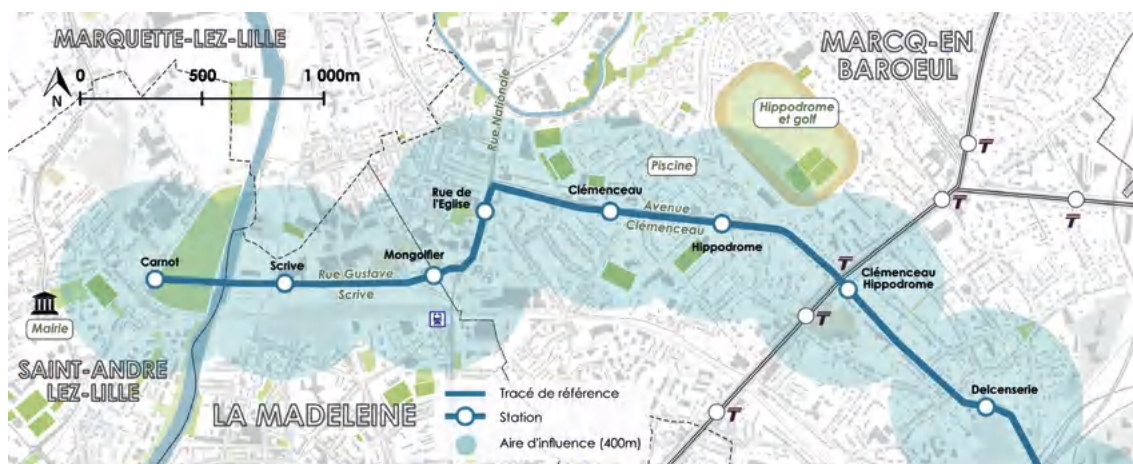 MARQUETTE-LEZ-LILLE
0 500 1 000m
N
MARCQ-EN
BAROEUL
Rue Nationale
Hippodrome
et golf
Piscine
T
T
T
Rue de
l'Eglise
Clémenceau
Avenue
Clémenceau
Hippodrome
Carnot
Scrive
Rue Gustave
Scrive
Mongolfier
T
Clémenceau
Hippodrome
T
Mairie
SAINT-ANDRE
LEZ-LILLE
LA MADELEINE
Delcenserie
T
Tracé de référence
Station
Aire d'influence (400m)